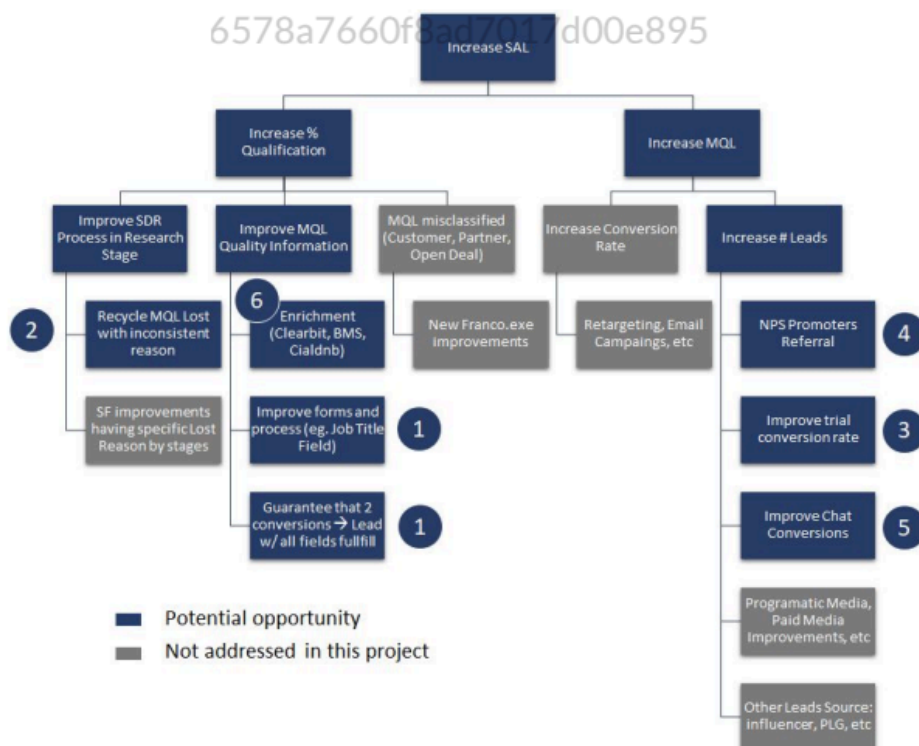 6578a7660f8ad7017d00e895
Increase SAL
Increase %
Qualification
Increase MQL
Improve SDR
Process in Research
Stage
Improve MQL
Quality Information
MQL misclassified
(Customer, Partner,
Open Deal)
Increase Conversion
Rate
Increase # Leads
2
Recycle MQL Lost
with inconsistent
reason
6
Enrichment
(Clearbit, BMS,
Cialdnb)
New Franco.exe
improvements
Retargeting, Email
Campaings, etc
NPS Promoters
Referral
4
SF improvements
having specific Lost
Reason by stages
Improve forms and
process (eg. Job Title
Field)
1
Improve trial
conversion rate
3
Guarantee that 2
conversions → Lead
w/ all fields fullfill
1
Improve Chat
Conversions
5
Programatic Media,
Paid Media
Improvements, etc
Other Leads Source:
influencer, PLG, etc
Potential opportunity
Not addressed in this project